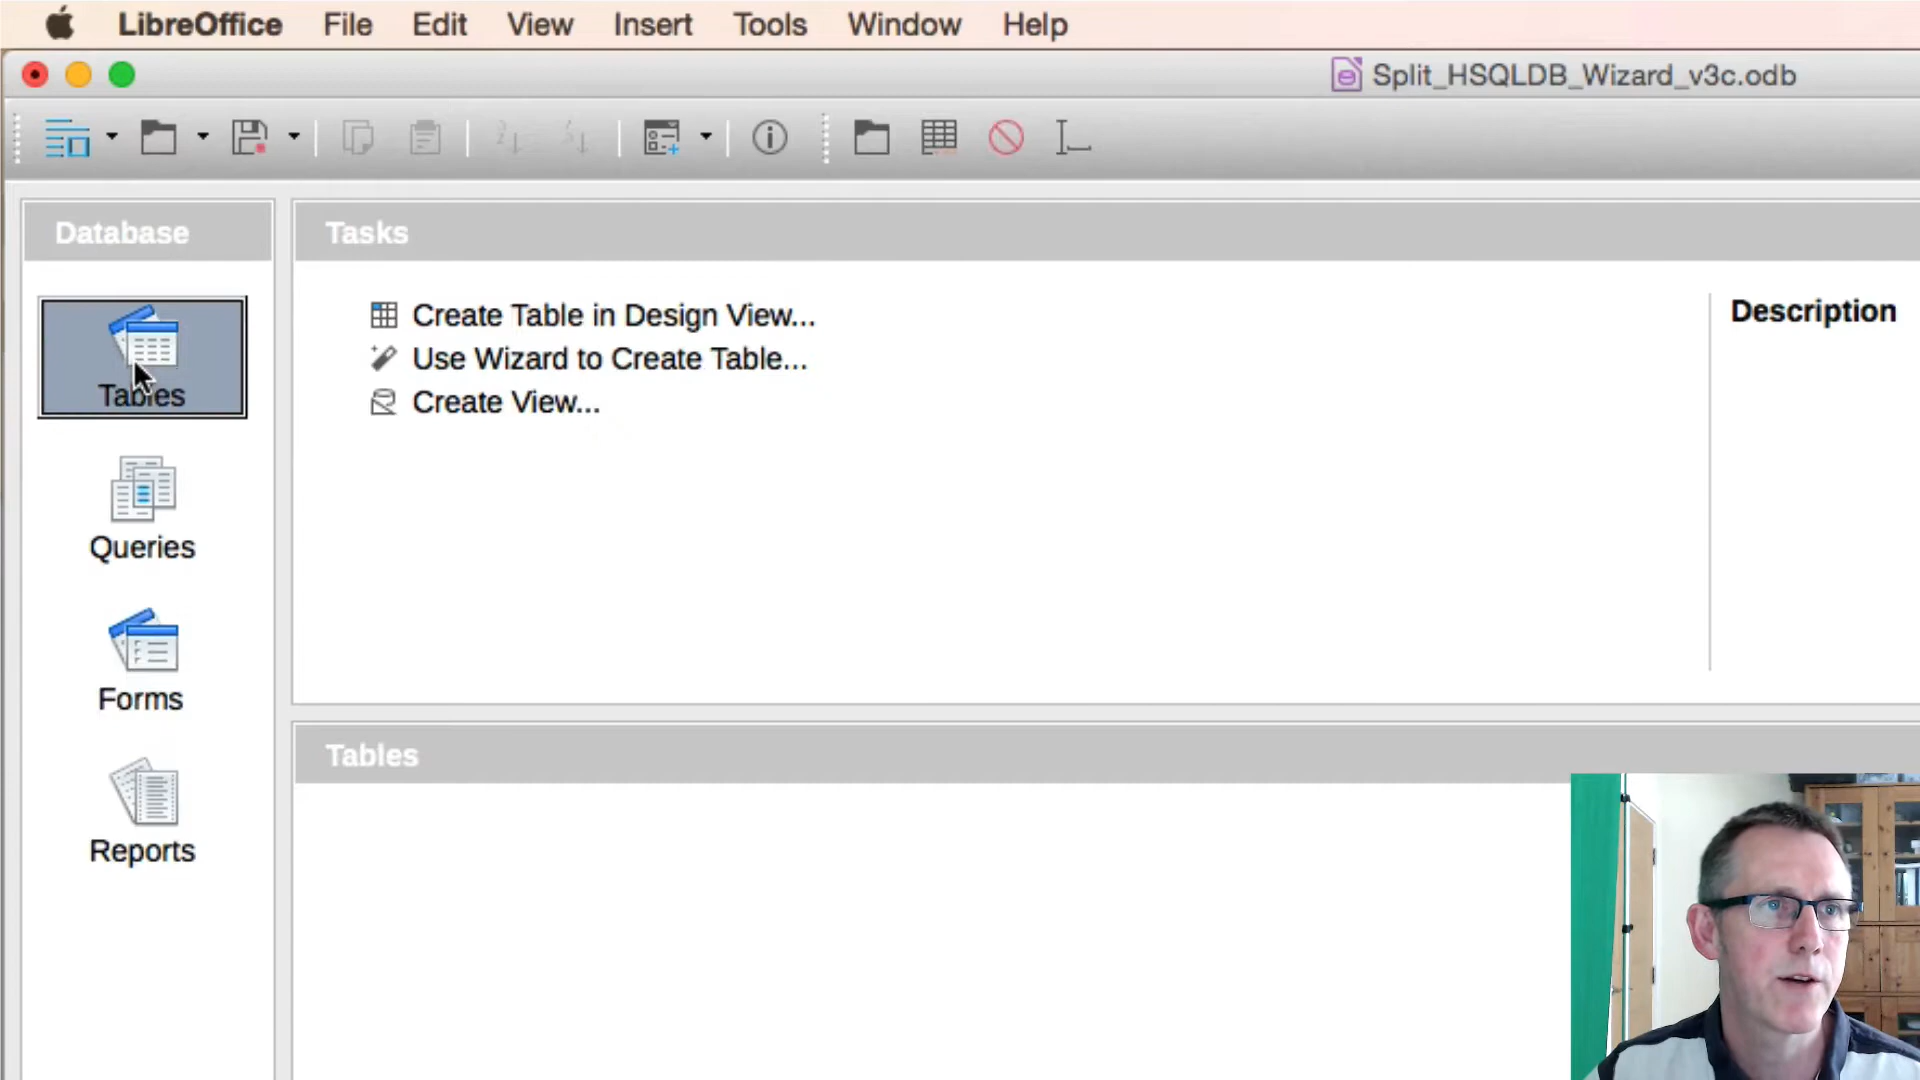 LibreOffice File Edit View Insert Tools Window Help
Split_HSQLDB_Wizard_v3c.odb
Database
Tasks
Create Table in Design View...
Use Wizard to Create Table...
Create View...
Description
Tables
Queries
Forms
Reports
Tables